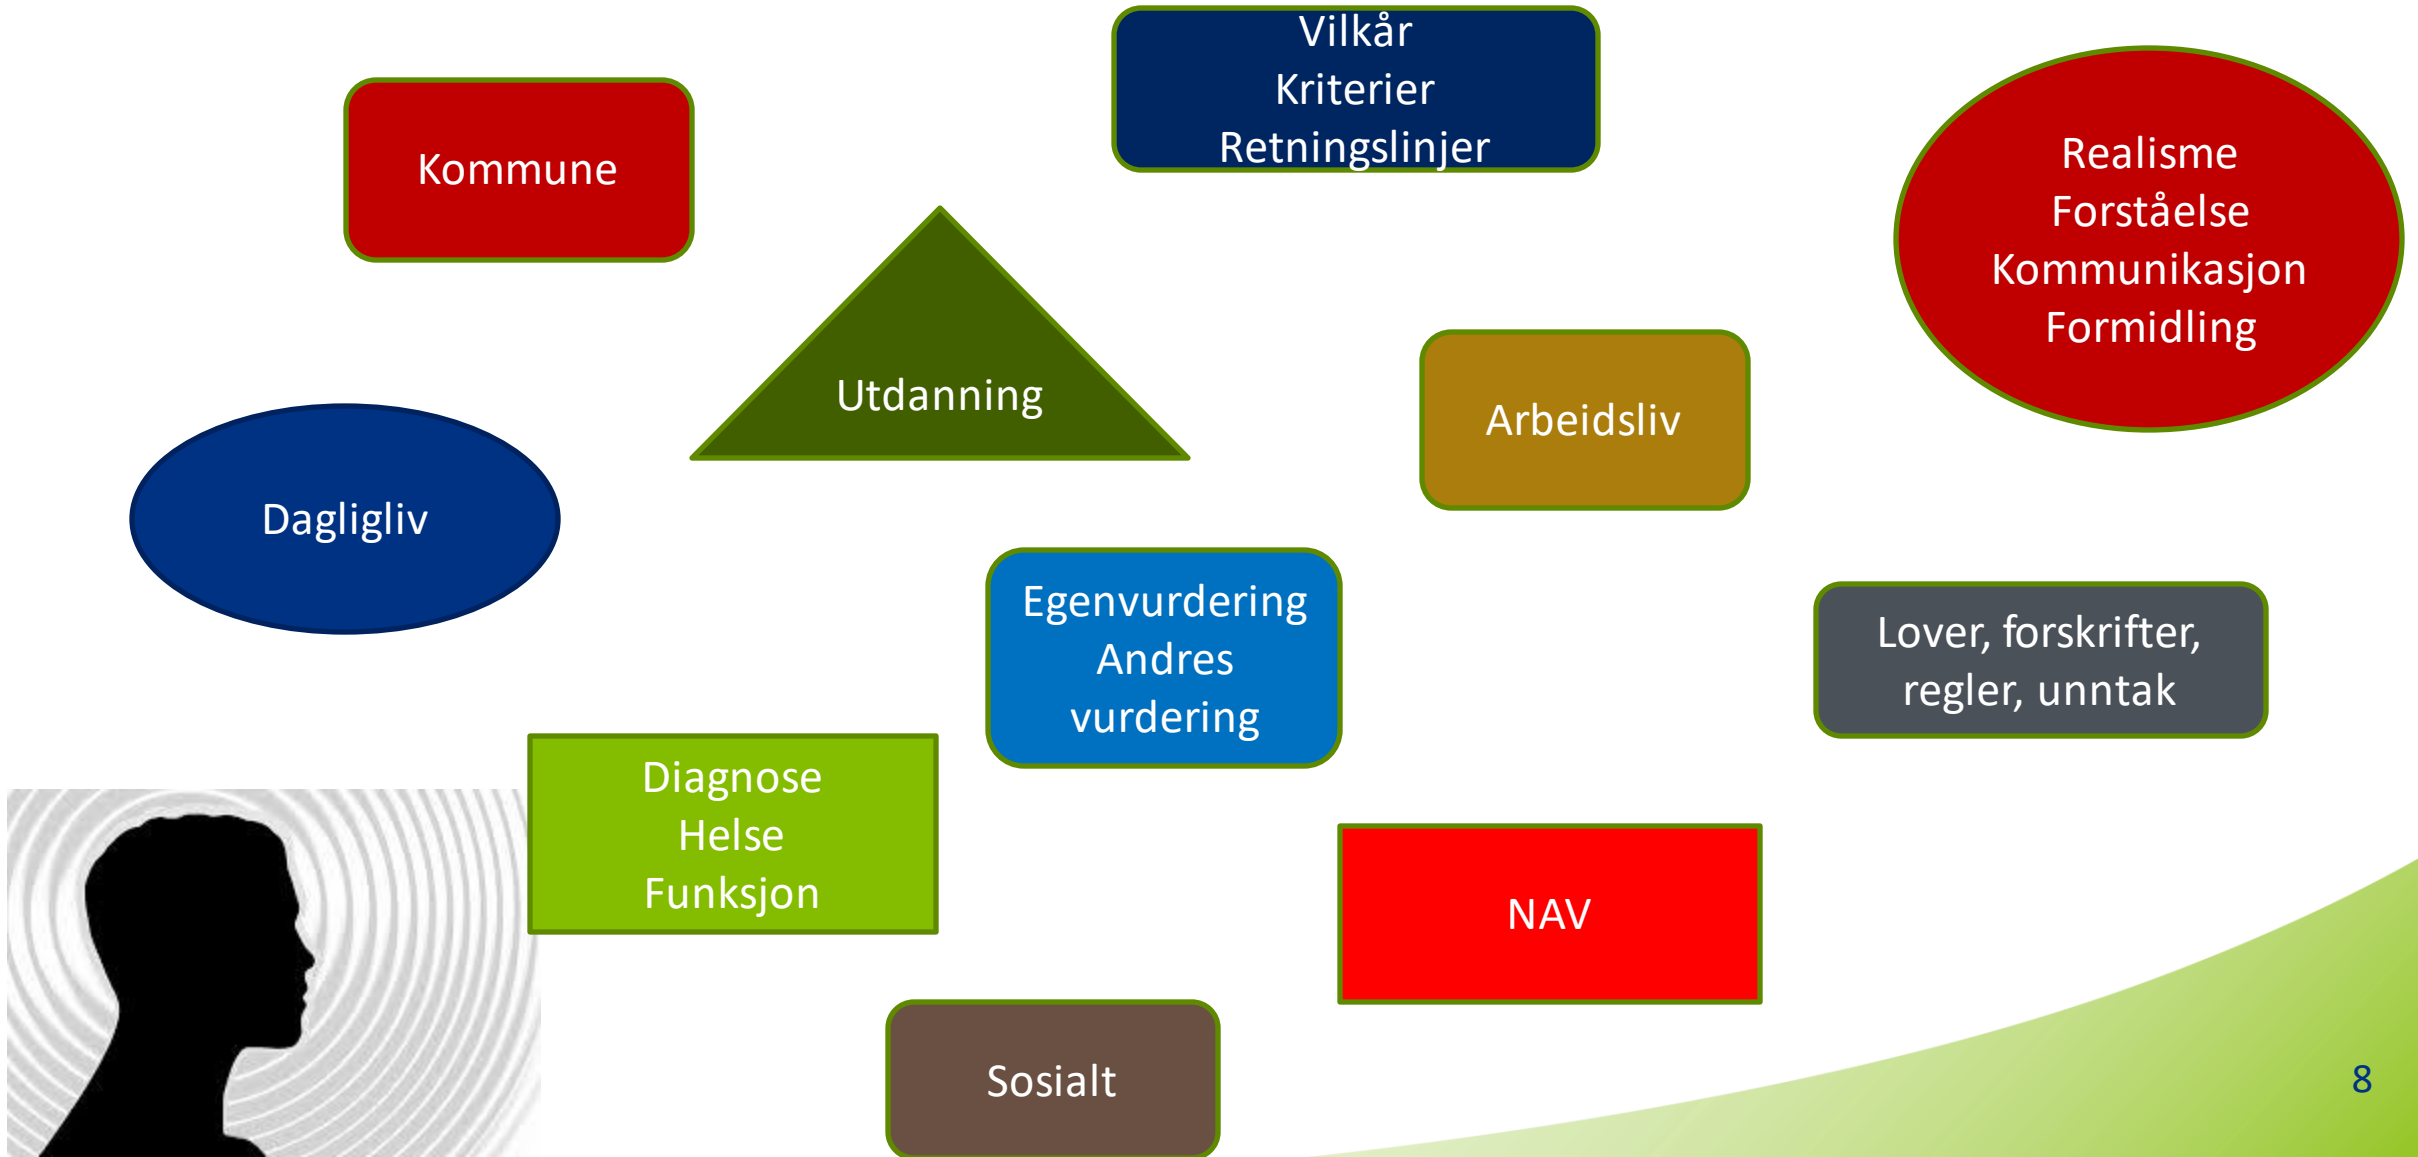 Vilkår
Kriterier
Retningslinjer
Kommune
Realisme
Forståelse
Kommunikasjon
Formidling
Utdanning
Arbeidsliv
Dagligliv
Egenvurdering
Andres
vurdering
Lover, forskrifter,
regler, unntak
Diagnose
Helse
Funksjon
NAV
Sosialt
8